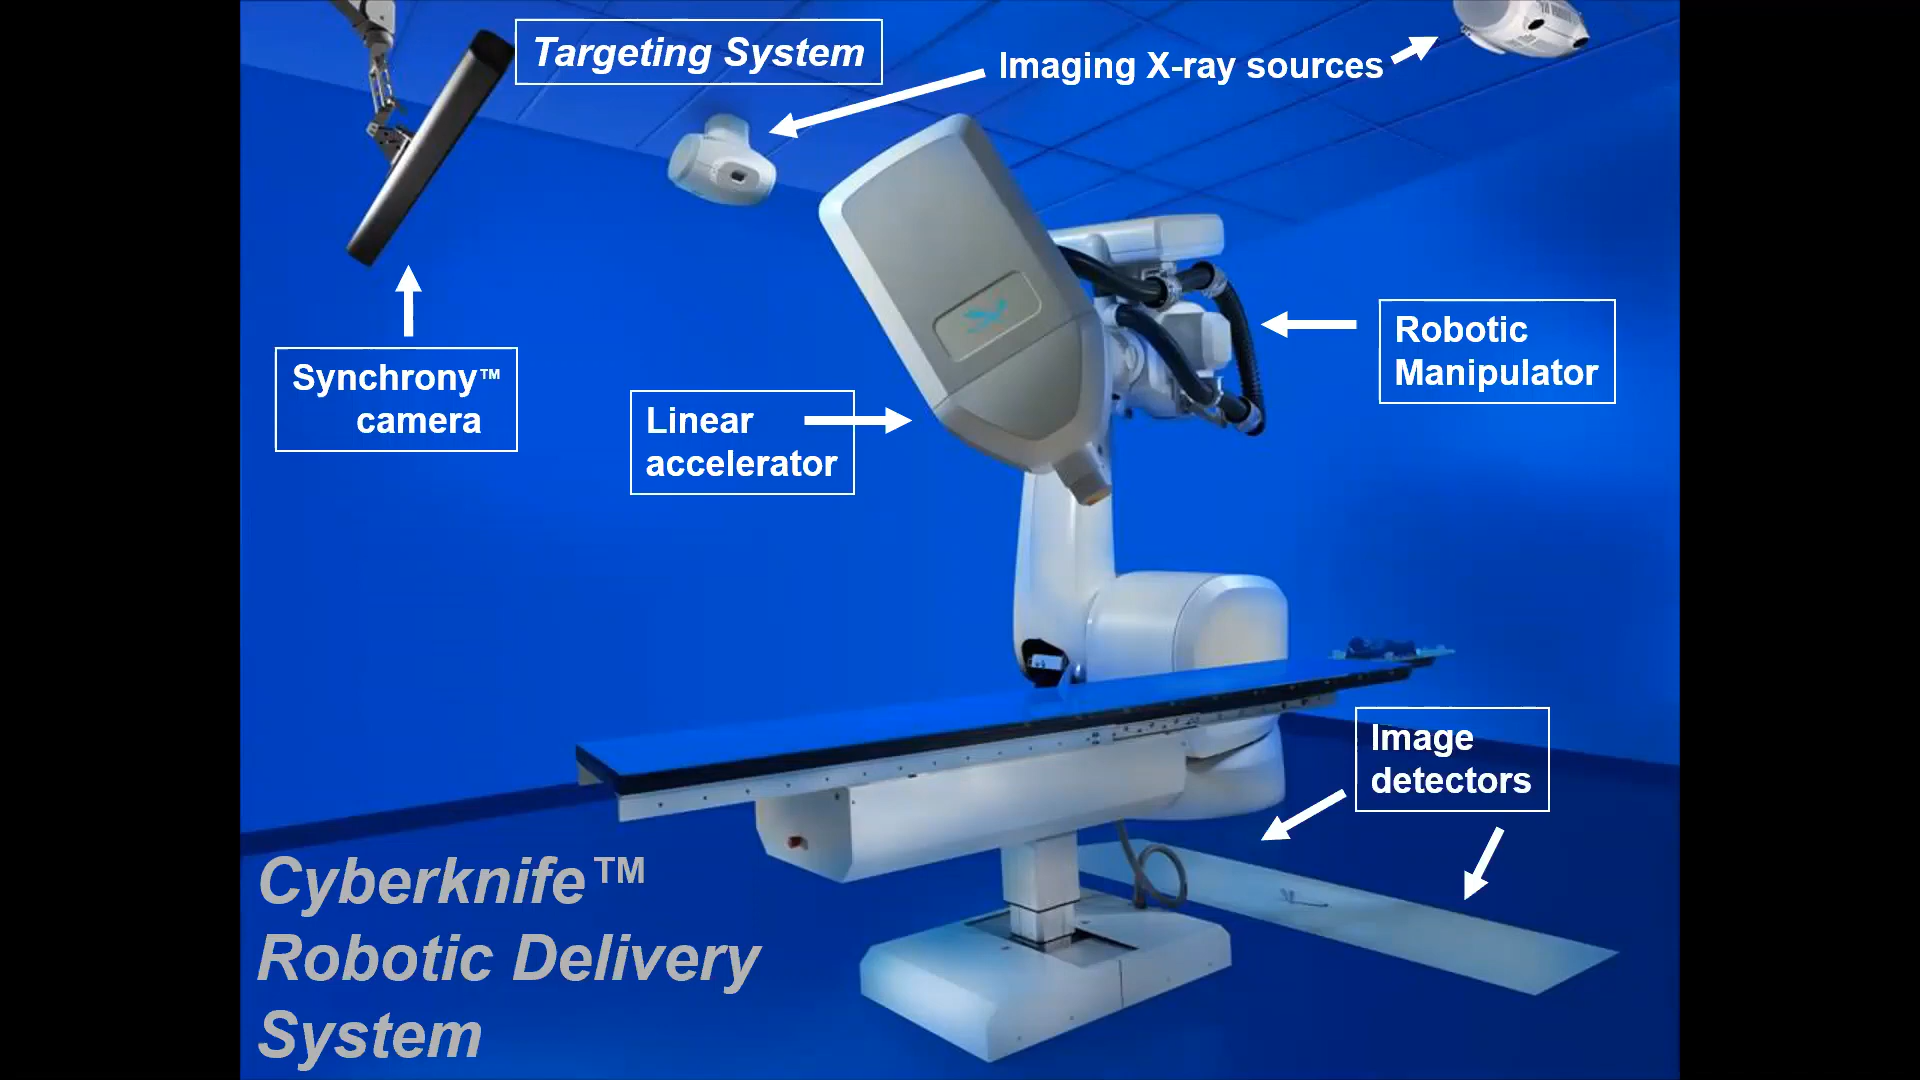 Targeting System
Imaging X-ray sources
Synchrony™
camera
Linear
accelerator
Robotic
Manipulator
Image
detectors
Cyberknife™
Robotic Delivery
System